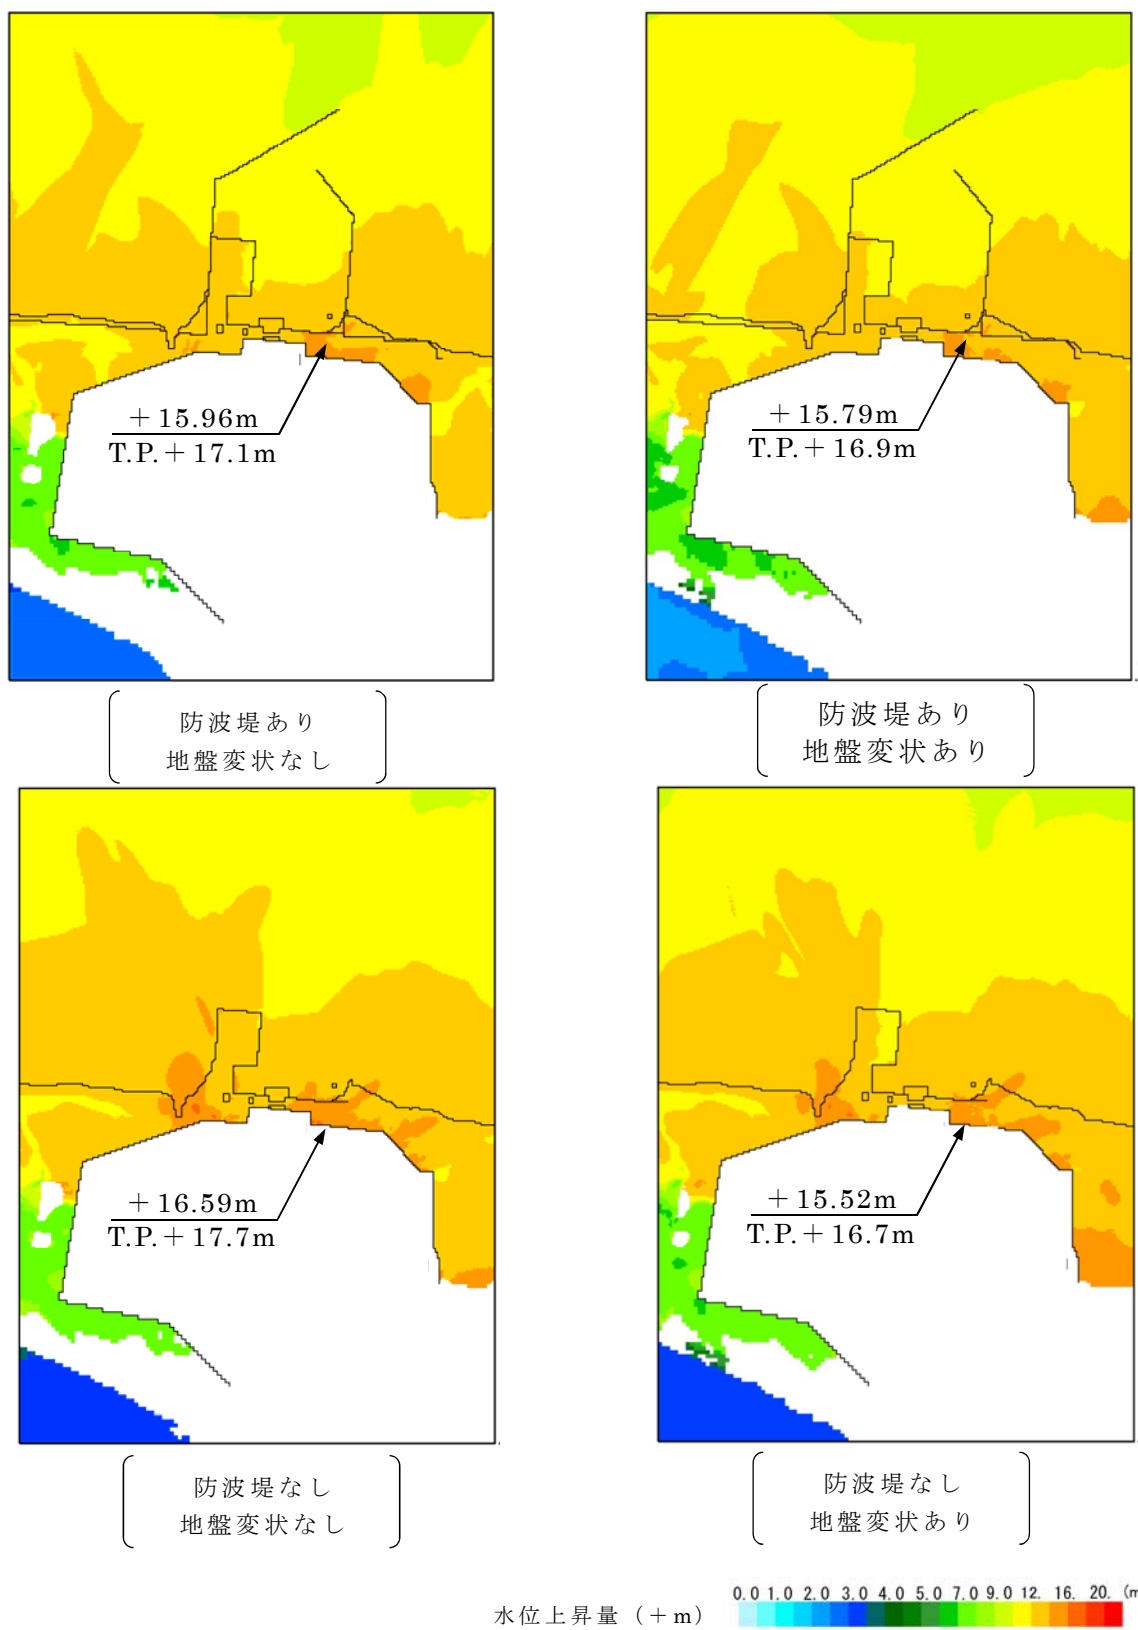 ＋15.96m
T.P.＋17.1m
＋15.79m
T.P.＋16.9m
防波堤あり
地盤変状なし
防波堤あり
地盤変状あり
＋16.59m
T.P.＋17.7m
＋15.52m
T.P.＋16.7m
防波堤なし
地盤変状なし
防波堤なし
地盤変状あり
0.0 1.0 2.0 3.0 4.0 5.0 7.0 9.0 12. 16. 20. (m
水位上昇量（＋m）